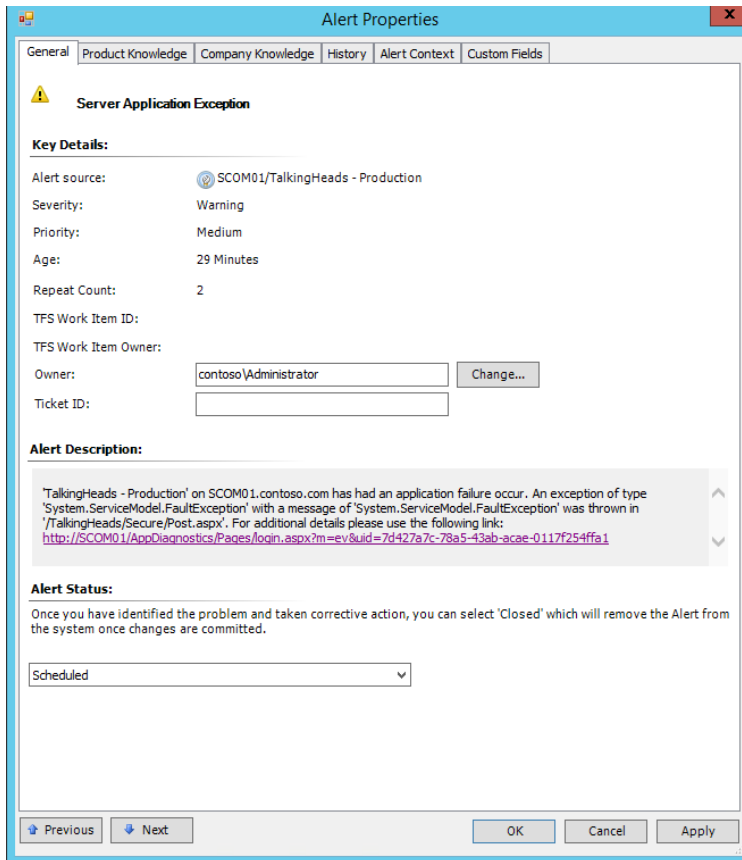 Alert Properties
x
General
Product Knowledge
Company Knowledge
History
Alert Context
Custom Fields
Server Application Exception
Key Details:
Alert source: SCOM01/TalkingHeads - Production
Severity: Warning
Priority: Medium
Age: 29 Minutes
Repeat Count: 2
TFS Work Item ID:
TFS Work Item Owner:
Owner: contoso\Administrator Change...
Ticket ID:
Alert Description:
'TalkingHeads - Production' on SCOM01.contoso.com has had an application failure occur. An exception of type
'System.ServiceModel.FaultException' with a message of 'System.ServiceModel.FaultException' was thrown in
'/TalkingHeads/Secure/Post.aspx'. For additional details please use the following link:
http://SCOM01/AppDiagnostics/Pages/login.aspx?m=ev&uid=7d427a7c-78a5-43ab-acae-0117f254ffa1
Alert Status:
Once you have identified the problem and taken corrective action, you can select 'Closed' which will remove the Alert from
the system once changes are committed.
Scheduled
Previous
Next
OK
Cancel
Apply